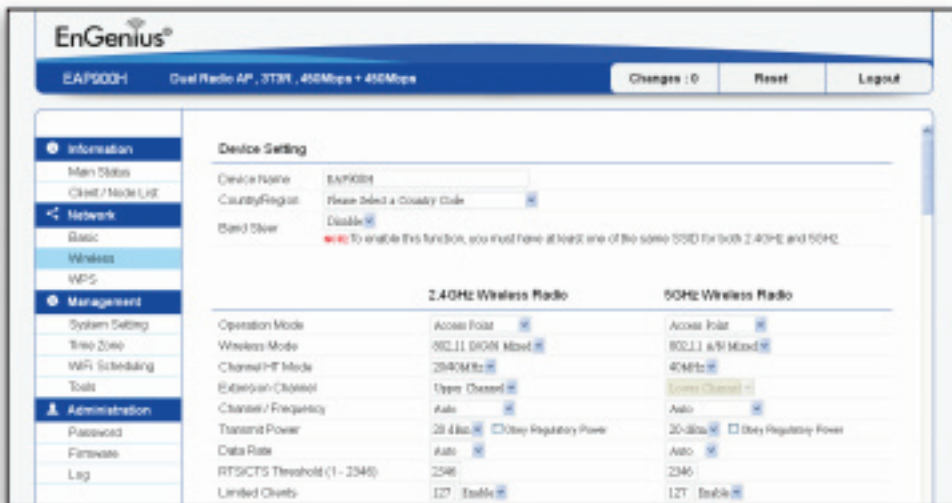 EnGenius®
EAP900H Dual Radio AP, 3T3R, 450Mbps + 450Mbps Changes : 0 Reset Logout
Information
Main Status
Client / Node List
Network
Basic
Wireless
WPS
Management
System Setting
Time Zone
WiFi Scheduling
Tools
Administration
Password
Firmware
Log
Device Setting
Device Name EAP900H
Country/Region Please Select a Country Code
Band Steer Disable
NOTE To enable this function, you must have at least one of the same SSID for both 2.4GHz and 5GHz.
2.4GHz Wireless Radio 5GHz Wireless Radio
Operation Mode Access Point Access Point
Wireless Mode 802.11 B/G/N Mixed 802.11 A/N Mixed
Channel HT Mode 20/40MHz 40MHz
Extension Channel Upper Channel Lower Channel
Channel / Frequency Auto Auto
Transmit Power 20 dBm Obey Regulatory Power 20 dBm Obey Regulatory Power
Data Rate Auto Auto
RTS/CTS Threshold (1 - 2346) 2346 2346
Limited Clients 127 Enable 127 Enable